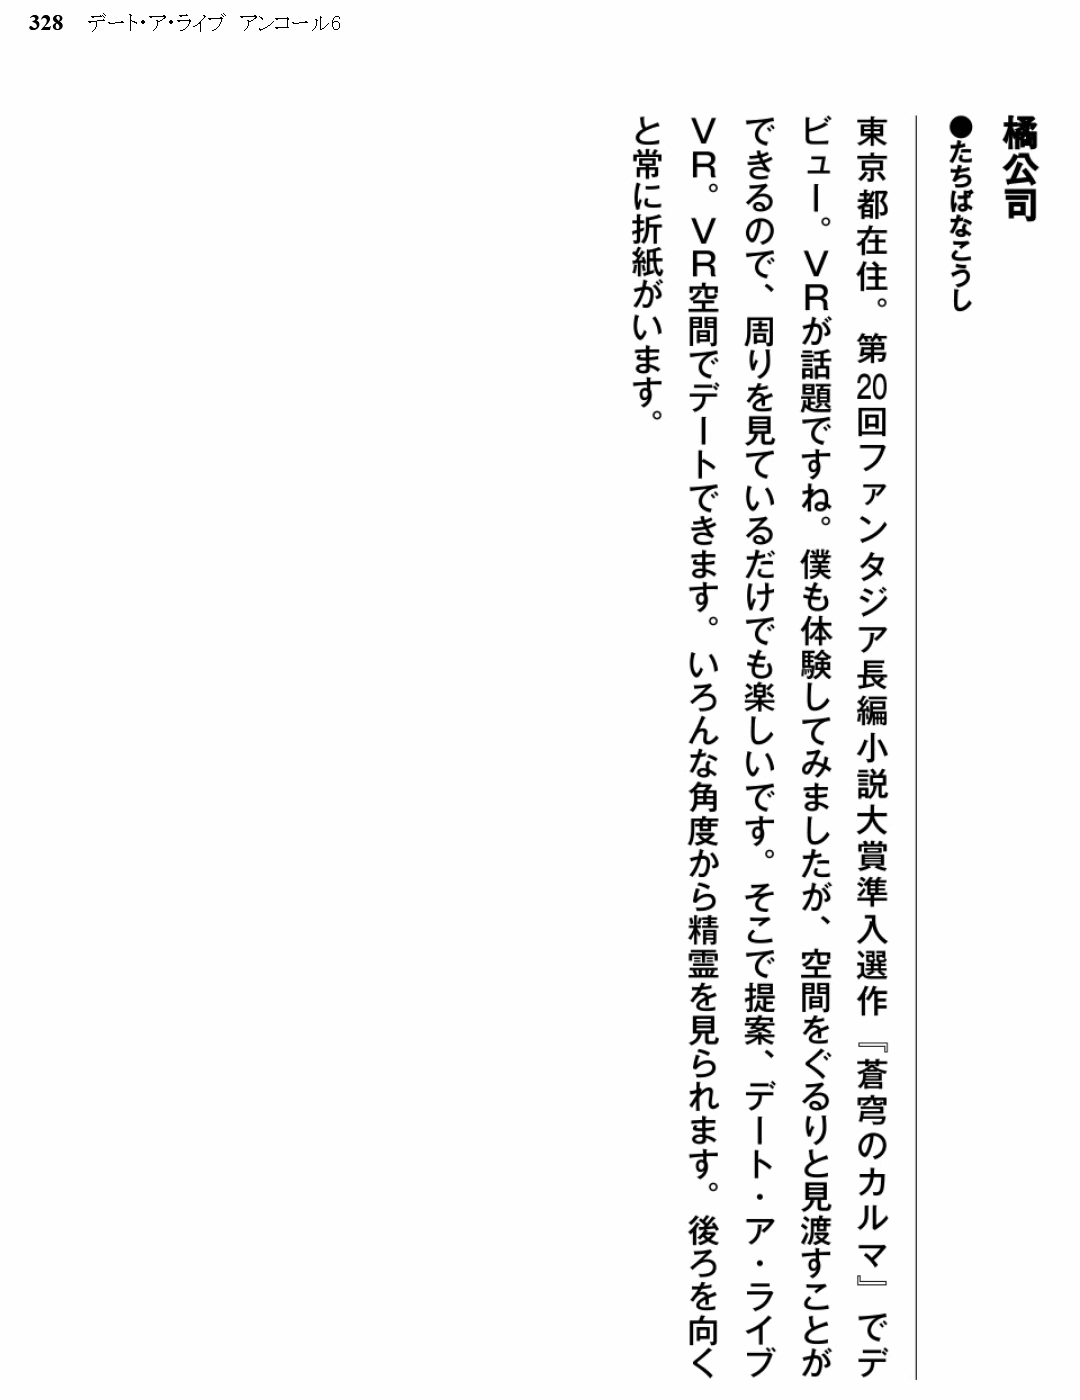 328 デート・ア・ライブ アンコール6
橘公司
●たちばなこうし
東京都在住。第20回ファンタジア長編小説大賞準入選作『蒼穹のカルマ』でデ
ビュー。ＶＲが話題ですね。僕も体験してみましたが、空間をぐるりと見渡すことが
できるので、周りを見ているだけでも楽しいです。そこで提案、デート・ア・ライブ
ＶＲ。ＶＲ空間でデートできます。いろんな角度から精霊を見られます。後ろを向く
と常に折紙がいます。